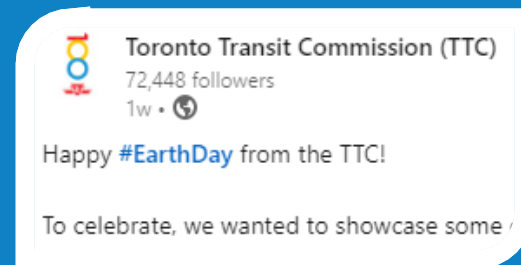 100
Toronto Transit Commission (TTC)
72,448 followers
1w •
Happy #EarthDay from the TTC!
To celebrate, we wanted to showcase some